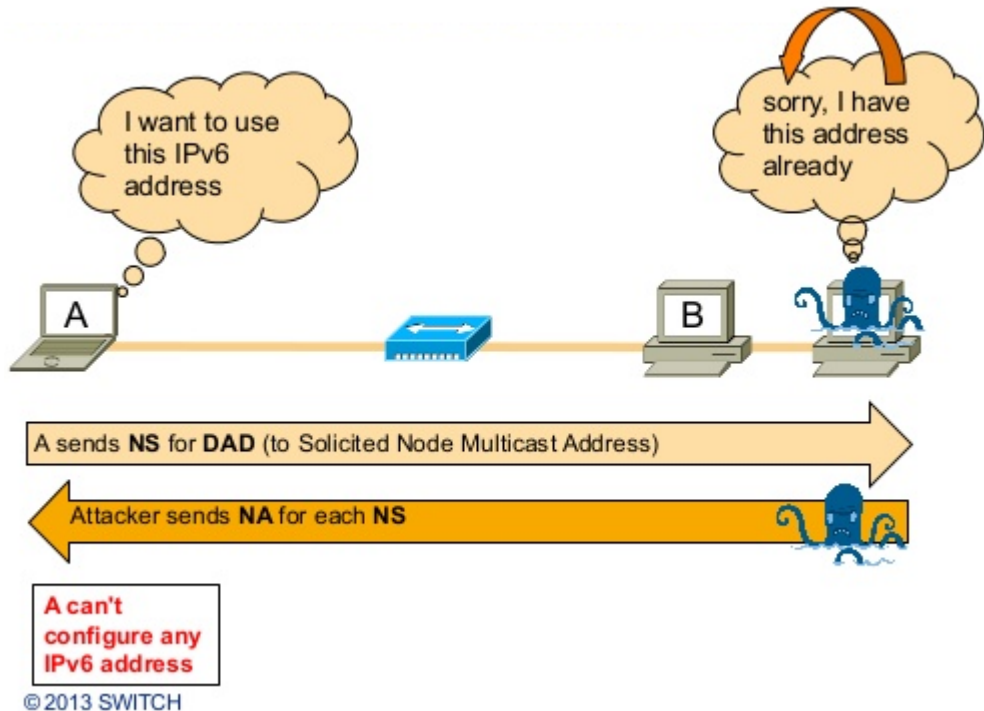 I want to use
this IPv6
address
sorry, I have
this address
already
A
B
A sends NS for DAD (to Solicited Node Multicast Address)
Attacker sends NA for each NS
A can't
configure any
IPv6 address
© 2013 SWITCH